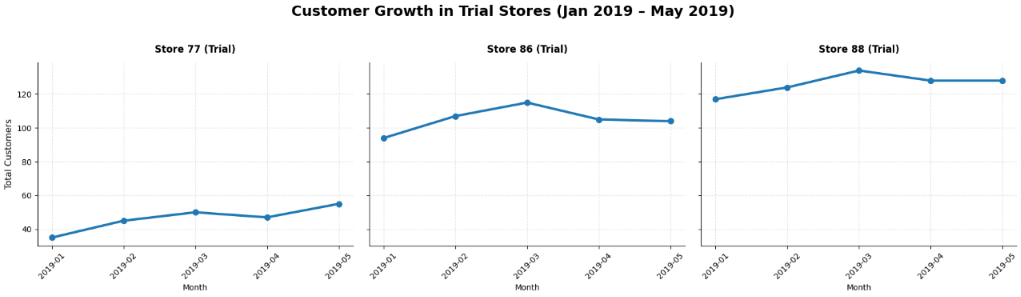 Customer Growth in Trial Stores (Jan 2019 – May 2019)
Store 77 (Trial)
Store 86 (Trial)
Store 88 (Trial)
Total Customers
120
100
80
60
40
2019-01
2019-02
2019-03
2019-04
2019-05
Month
2019-01
2019-02
2019-03
2019-04
2019-05
Month
2019-01
2019-02
2019-03
2019-04
2019-05
Month